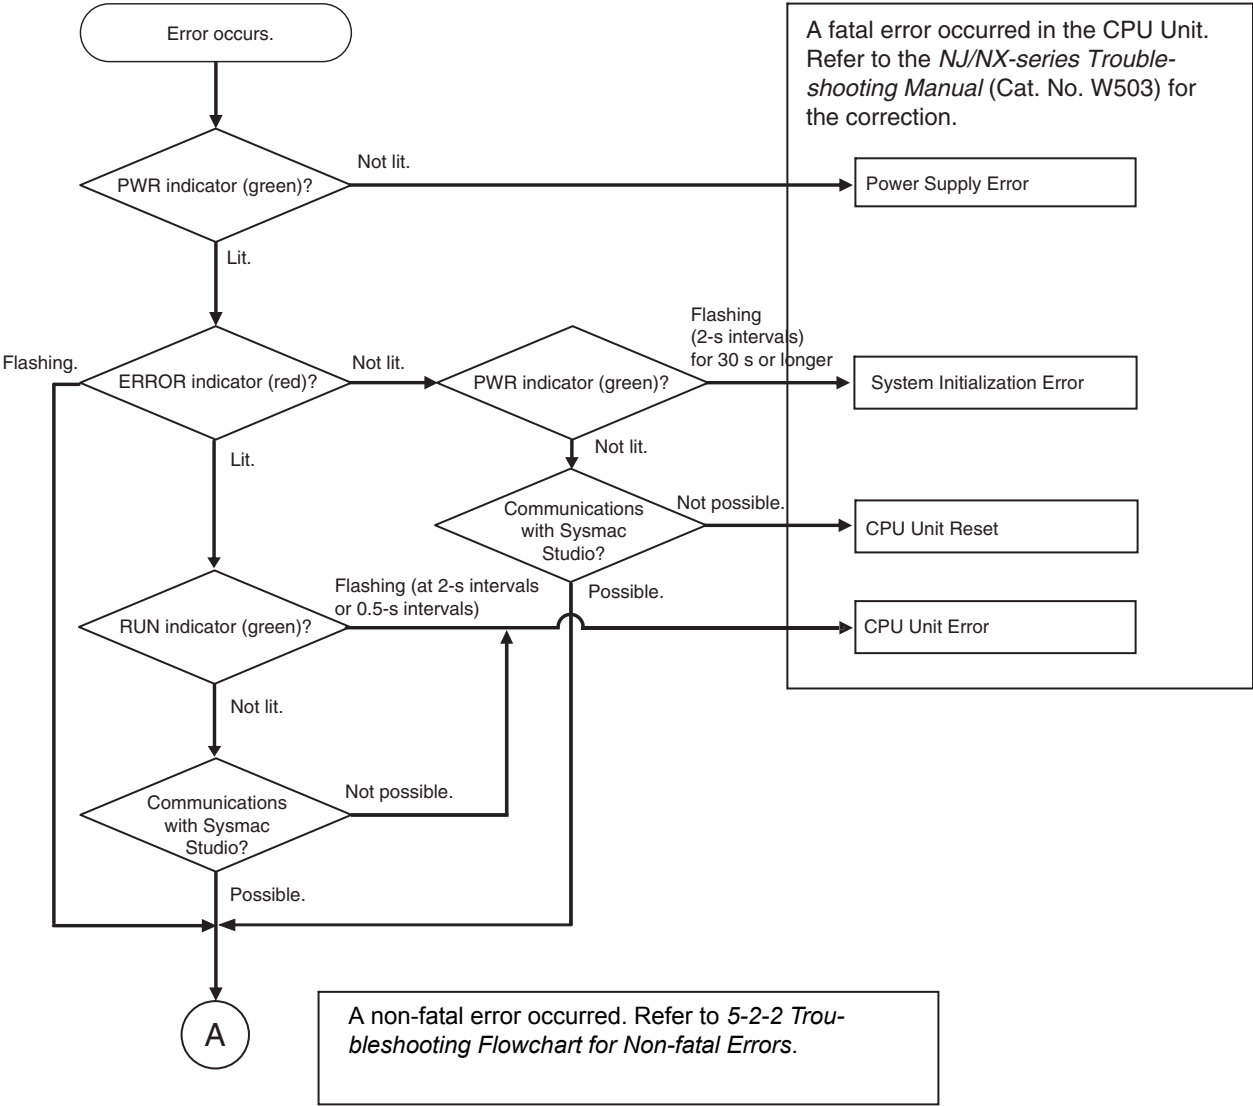 Error occurs.
A fatal error occurred in the CPU Unit.
Refer to the NJ/NX-series Trouble-
shooting Manual (Cat. No. W503) for
the correction.
PWR indicator (green)?
Not lit.
Power Supply Error
Lit.
Flashing.
ERROR indicator (red)?
Not lit.
PWR indicator (green)?
Flashing
(2-s intervals)
for 30 s or longer
System Initialization Error
Lit.
Not lit.
Communications
with Sysmac
Studio?
Not possible.
CPU Unit Reset
Possible.
RUN indicator (green)?
Flashing (at 2-s intervals
or 0.5-s intervals)
CPU Unit Error
Not lit.
Communications
with Sysmac
Studio?
Not possible.
Possible.
A
A non-fatal error occurred. Refer to 5-2-2 Trou-
bleshooting Flowchart for Non-fatal Errors.